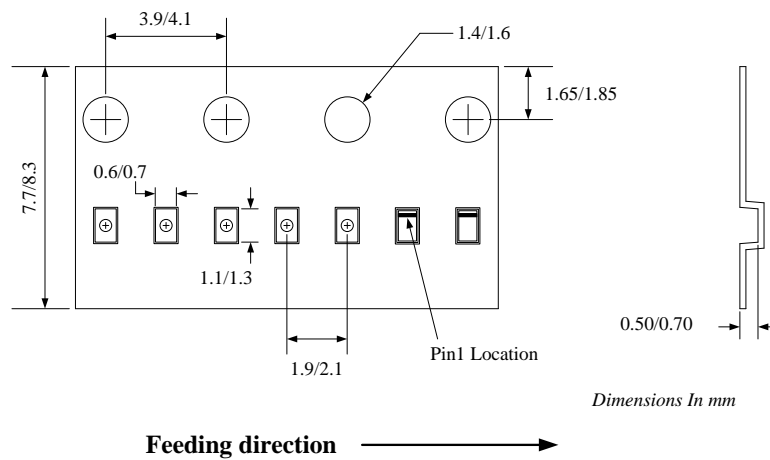 3.9/4.1
1.4/1.6
1.65/1.85
7.7/8.3
0.6/0.7
1.1/1.3
1.9/2.1
Pin1 Location
0.50/0.70
Dimensions In mm
Feeding direction